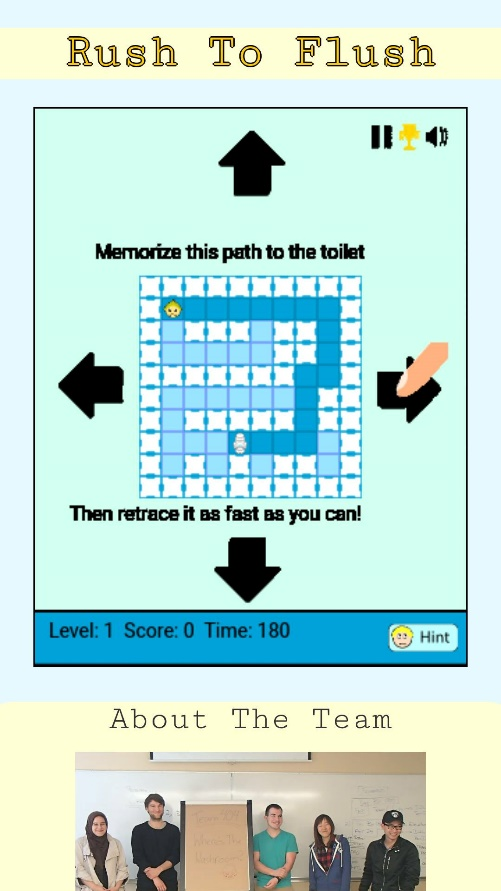 Rush To Flush
Memorize this path to the toilet
Then retrace it as fast as you can!
Level: 1 Score: 0 Time: 180
Hint
About The Team